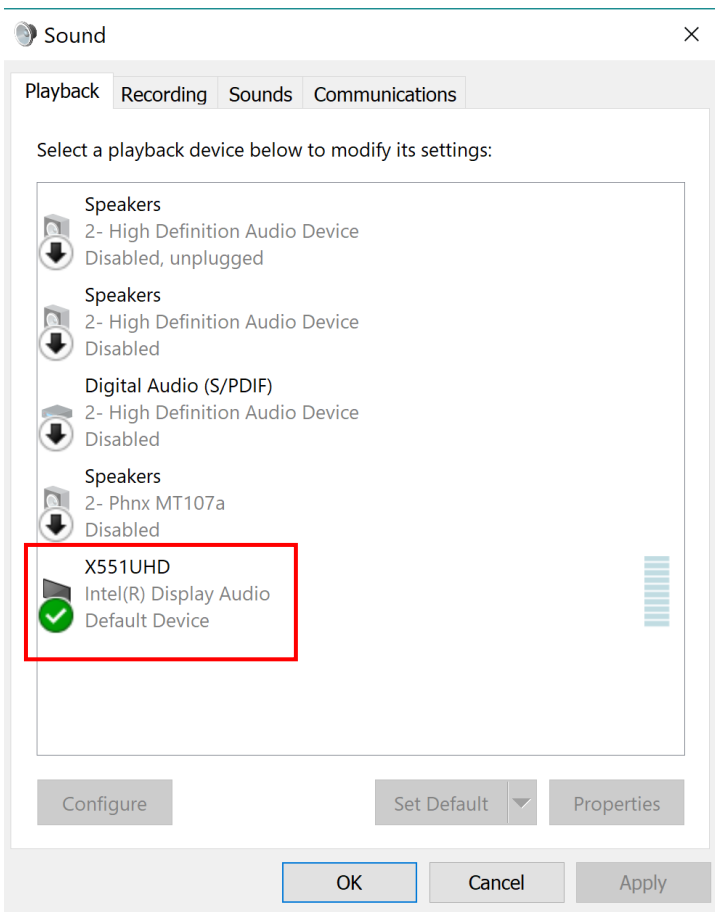 Sound
Playback Recording Sounds Communications
Select a playback device below to modify its settings:
Speakers
2- High Definition Audio Device
Disabled, unplugged
Speakers
2- High Definition Audio Device
Disabled
Digital Audio (S/PDIF)
2- High Definition Audio Device
Disabled
Speakers
2- Phnx MT107a
Disabled
X551UHD
Intel(R) Display Audio
Default Device
Configure Set Default Properties
OK Cancel Apply